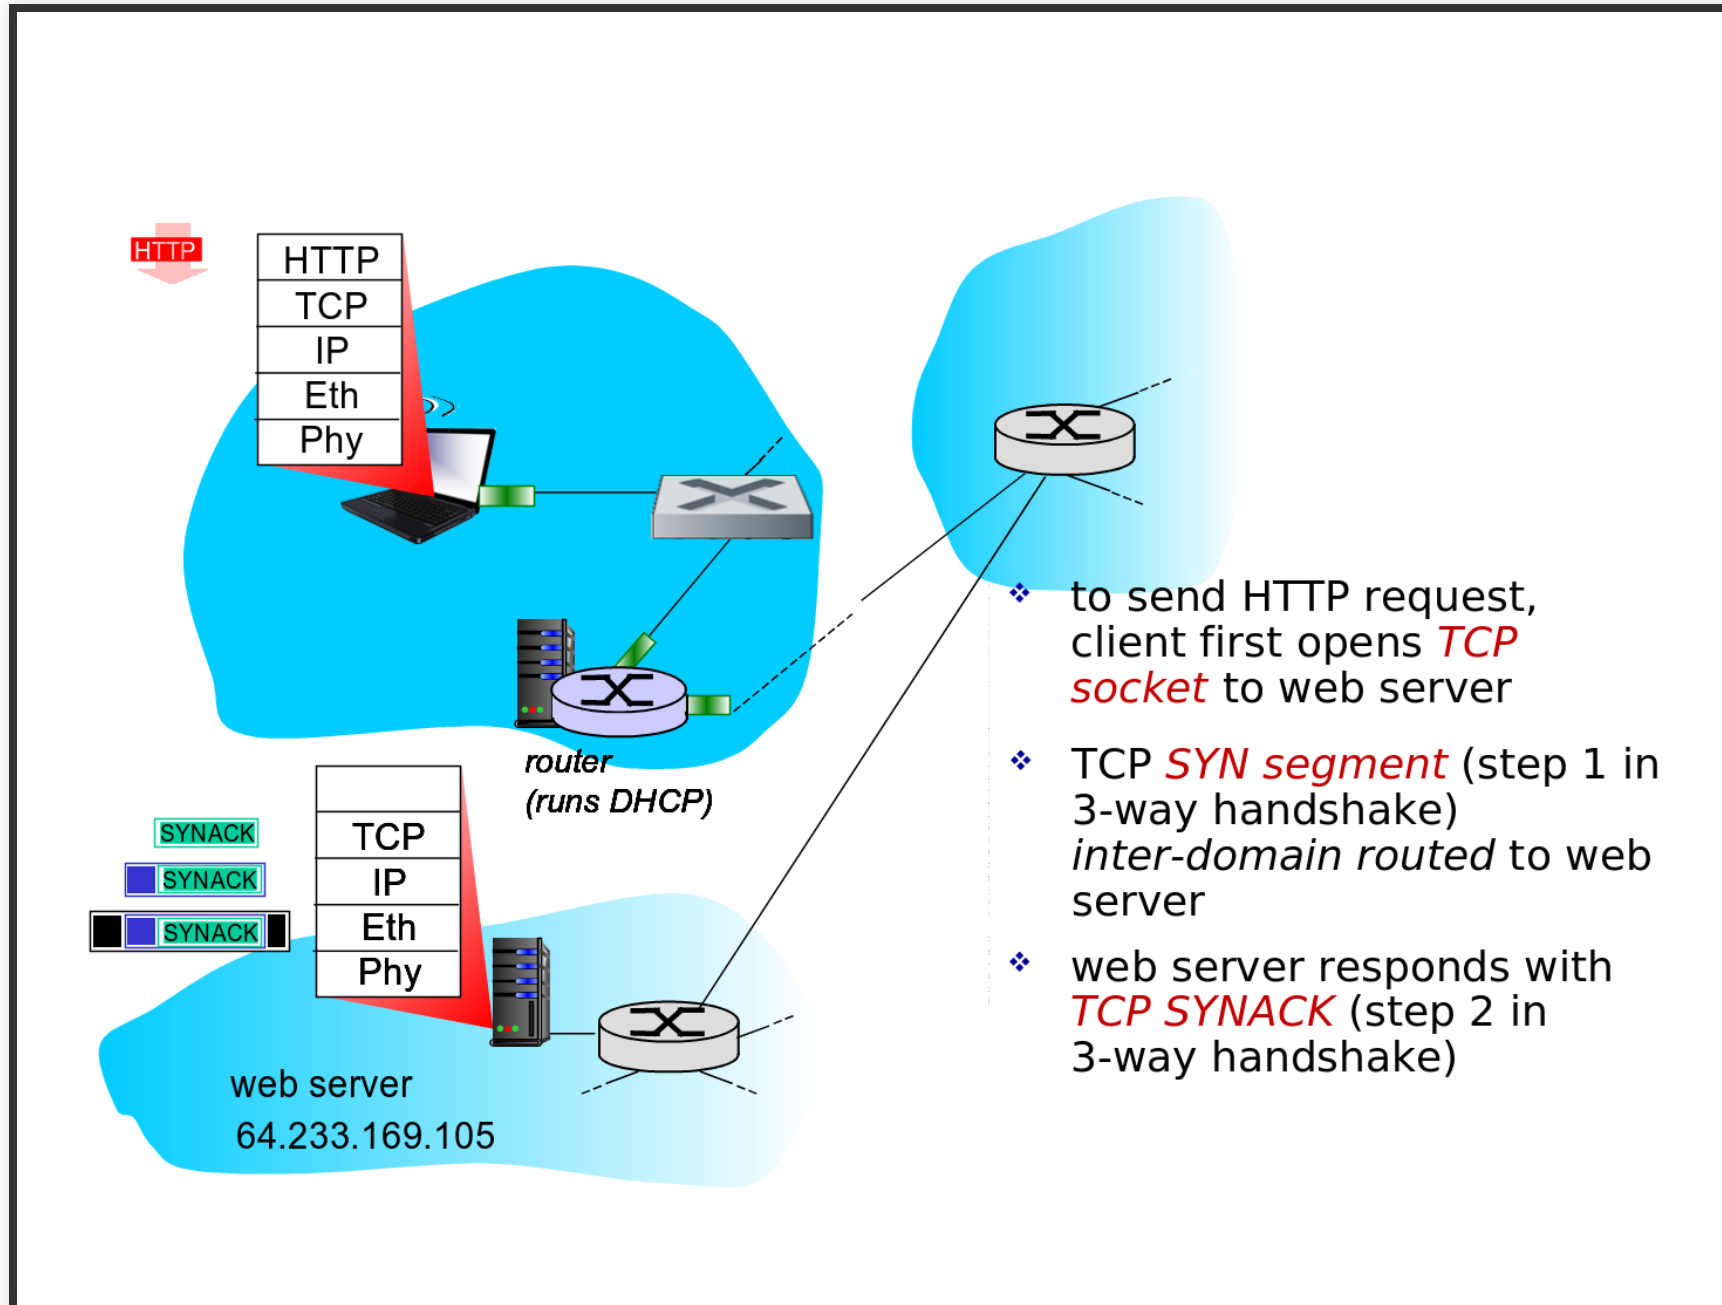 HTTP
HTTP
TCP
IP
Eth
Phy
router
(runs DHCP)
SYNACK
SYNACK
SYNACK
TCP
IP
Eth
Phy
web server
64.233.169.105
to send HTTP request,
client first opens TCP
socket to web server
TCP SYN segment (step 1 in
3-way handshake)
inter-domain routed to web
server
web server responds with
TCP SYNACK (step 2 in
3-way handshake)